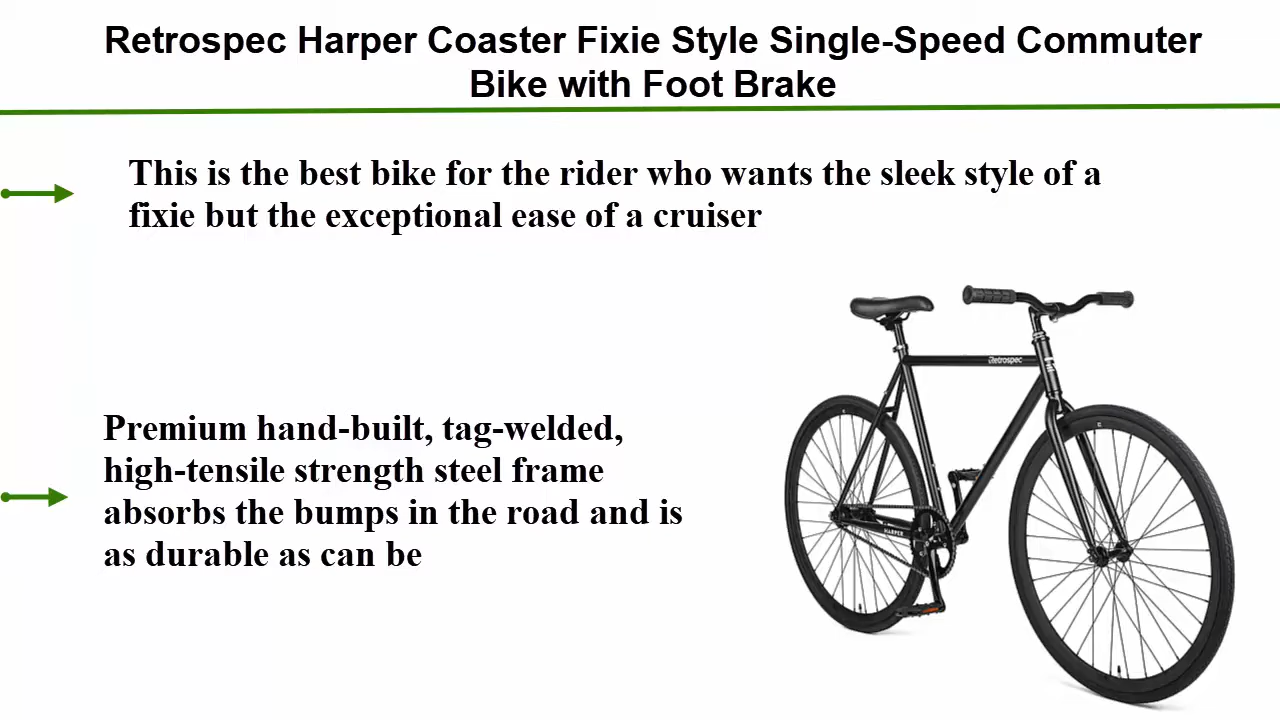 Retrospec Harper Coaster Fixie Style Single-Speed Commuter
Bike with Foot Brake
This is the best bike for the rider who wants the sleek style of a
fixie but the exceptional ease of a cruiser
Retrospec
Premium hand-built, tag-welded,
high-tensile strength steel frame
absorbs the bumps in the road and is
as durable as can be
HARPER